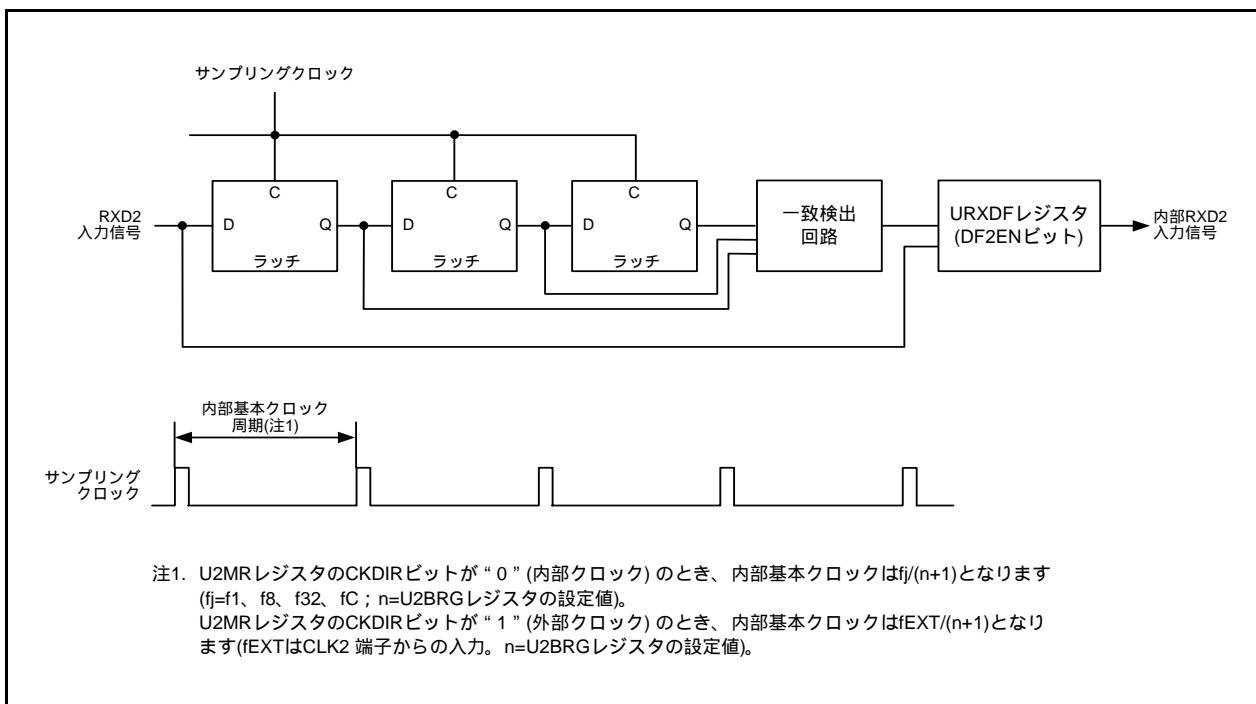 サンプリングクロック
C
C
C
RXD2
入力信号
D
Q
D
Q
D
Q
ラッチ
ラッチ
ラッチ
一致検出
回路
URXDFレジスタ
(DF2ENビット)
内部RXD2
入力信号
内部基本クロック
周期(注1)
サンプリング
クロック
注1. U2MRレジスタのCKDIRビットが“0”(内部クロック) のとき、内部基本クロックはfj/(n+1)となります
(fj=f1、f8、f32、fC;n=U2BRGレジスタの設定値)。
U2MRレジスタのCKDIRビットが“1”(外部クロック) のとき、内部基本クロックはfEXT/(n+1)となり
ます(fEXTはCLK2 端子からの入力。n=U2BRGレジスタの設定値)。